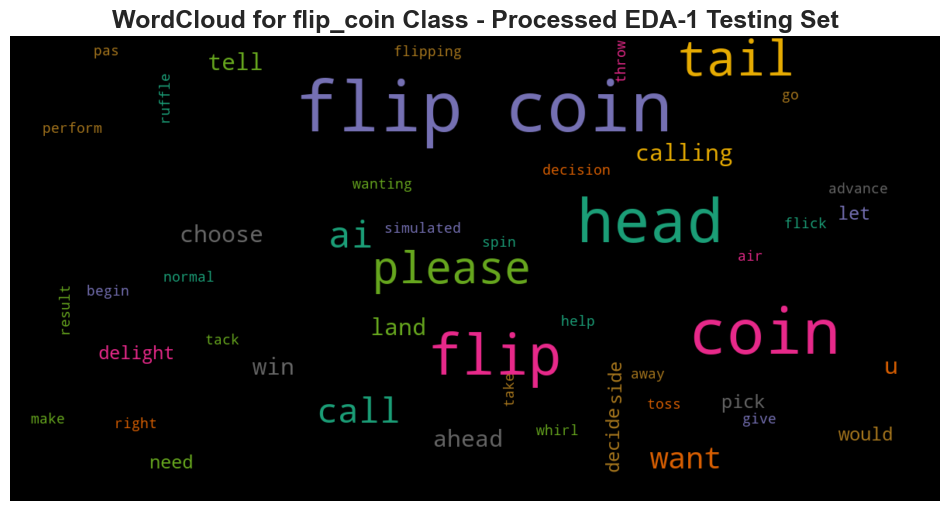 WordCloud for flip_coin Class - Processed EDA-1 Testing Set
pas
tell
flipping
throw
tail
ruffle
flip coin
go
perform
calling
decision
wanting
advance
choose
ai
simulated
spin
head
let
flick
normal
please
air
begin
result
land
help
coin
delight
tack
win
flip
u
take
side
away
make
right
call
toss
pick
give
ahead
whirl
decide
would
need
want